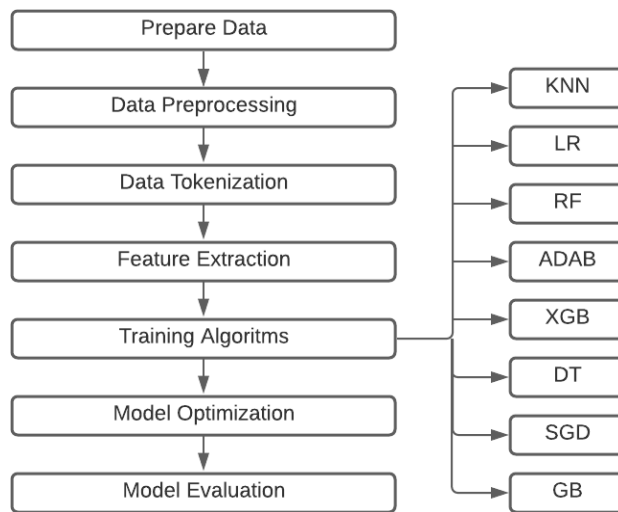 Prepare Data
Data Preprocessing
Data Tokenization
Feature Extraction
Training Algoritms
Model Optimization
Model Evaluation
KNN
LR
RF
ADAB
XGB
DT
SGD
GB